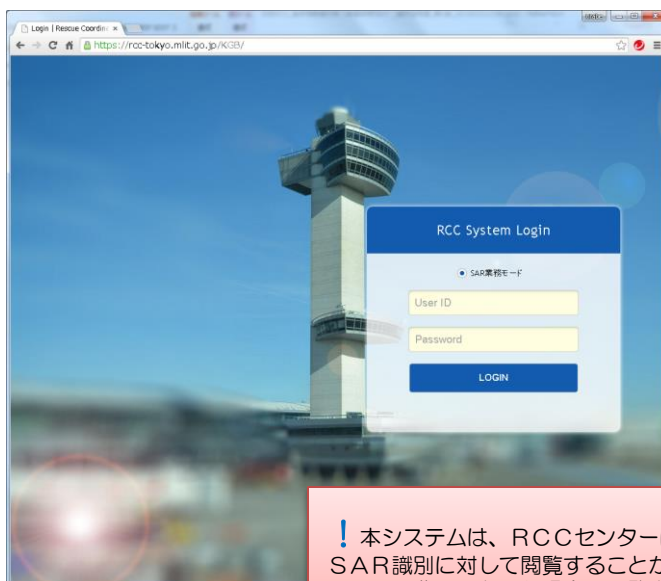 Login | Rescue Coordin
https://rcc-tokyo.mlit.go.jp/KGB/
RCC System Login
SAR業務モード
User ID
Password
LOGIN
！本システムは、ＲＣＣセンター
ＳＡＲ識別に対して閲覧することが